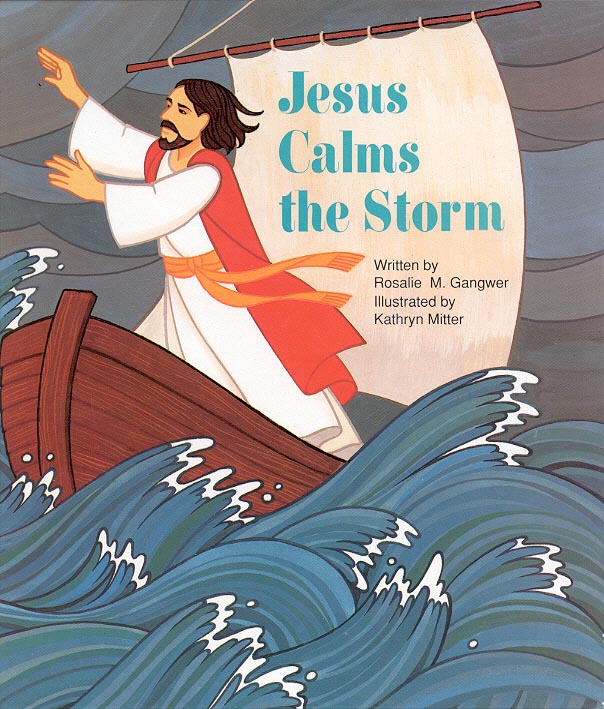 Jesus
Calms
the Storm
Written by
Rosalie M. Gangwer
Illustrated by
Kathryn Mitter